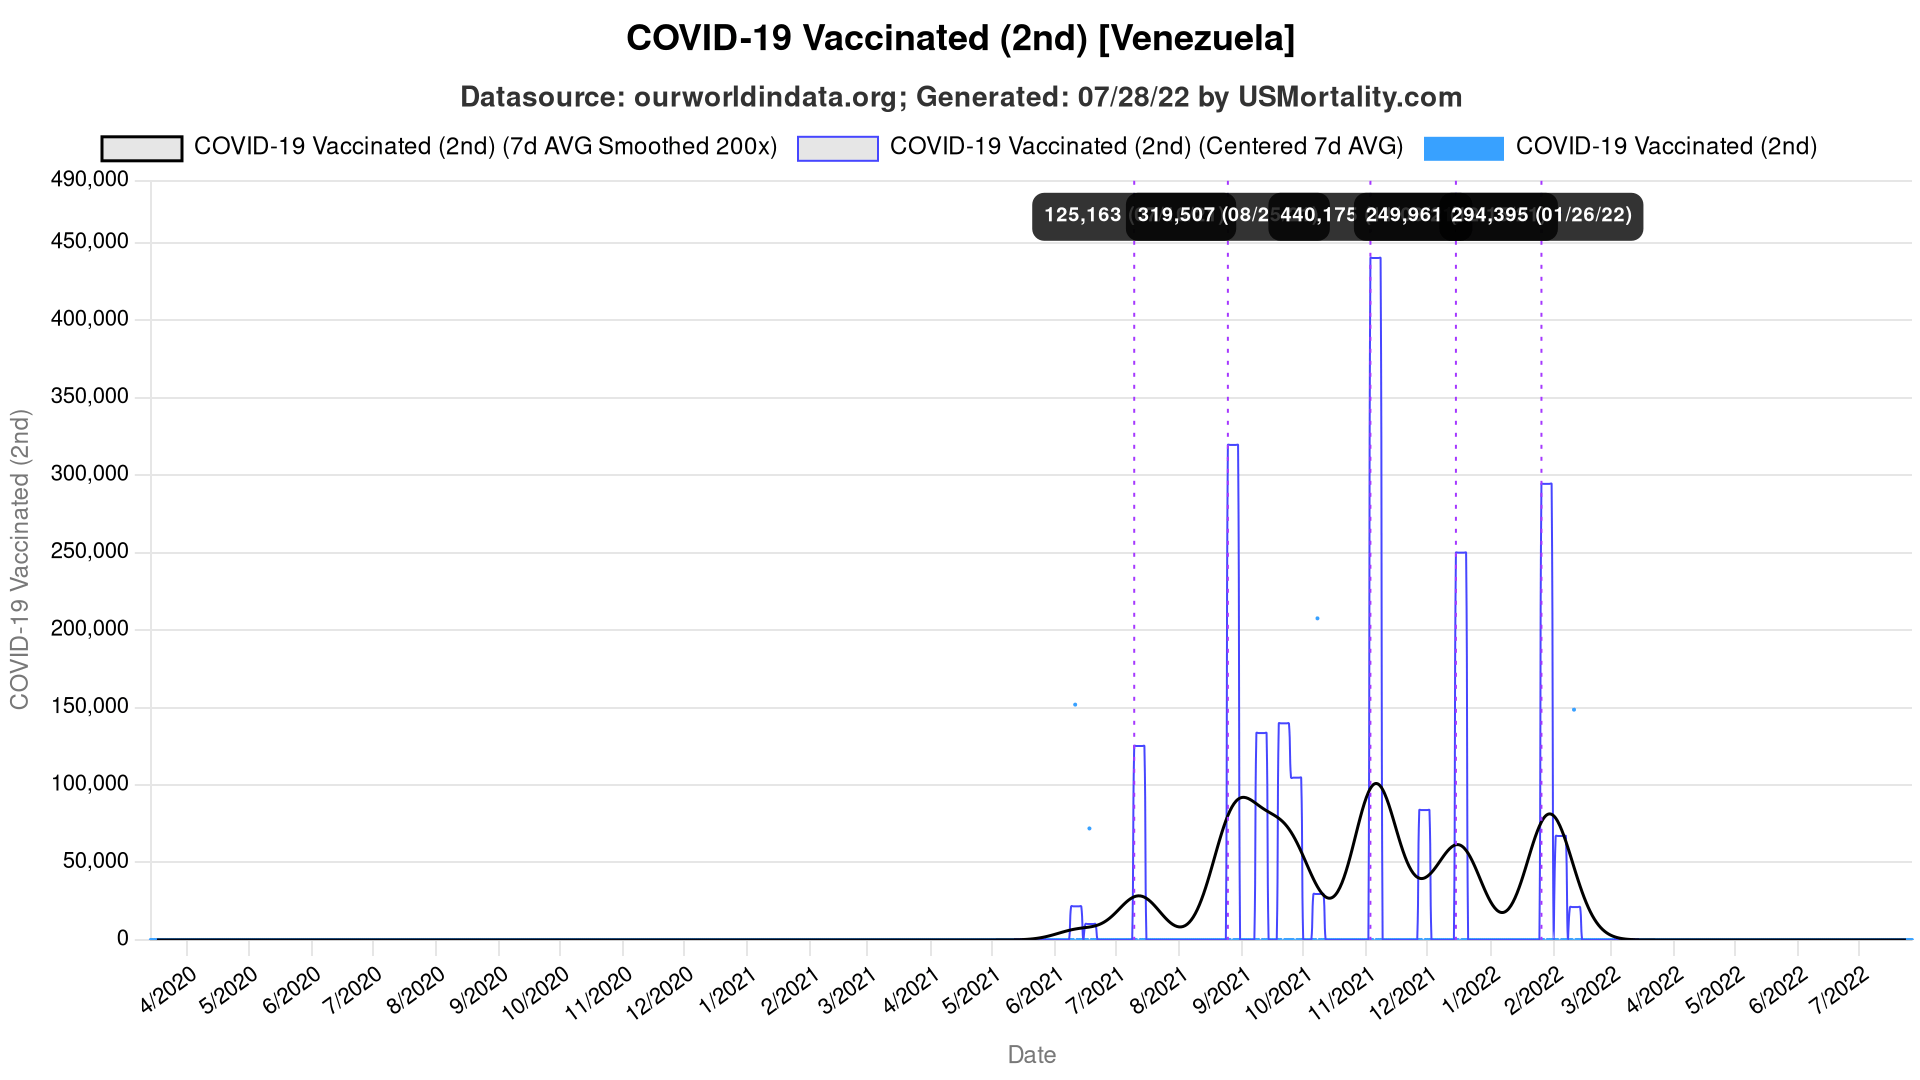 COVID-19 Vaccinated (2nd) [Venezuela]
Datasource: ourworldindata.org; Generated: 07/28/22 by USMortality.com
COVID-19 Vaccinated (2nd) (7d AVG Smoothed 200x) COVID-19 Vaccinated (2nd) (Centered 7d AVG) COVID-19 Vaccinated (2nd)
125,163 319,507 (08/2 440,175 249,961 294,395 (01/26/22)
490,000
450,000
400,000
350,000
300,000
250,000
200,000
150,000
100,000
50,000
0
COVID-19 Vaccinated (2nd)
4/2020 5/2020 6/2020 7/2020 8/2020 9/2020 10/2020 11/2020 12/2020 1/2021 2/2021 3/2021 4/2021 5/2021 6/2021 7/2021 8/2021 9/2021 10/2021 11/2021 12/2021 1/2022 2/2022 3/2022 4/2022 5/2022 6/2022 7/2022
Date